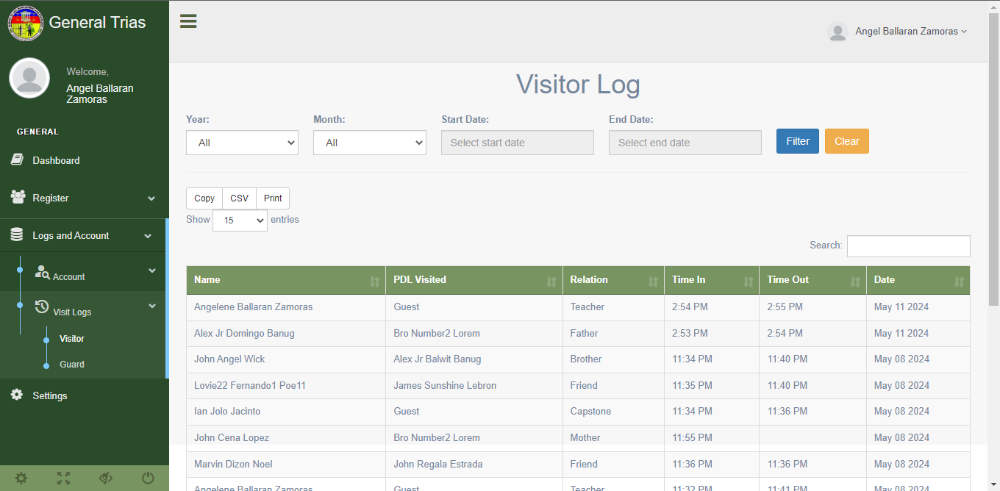 General Trias
Angel Ballaran Zamoras
Welcome,
Angel Ballaran
Zamoras
GENERAL
Dashboard
Register
Logs and Account
Account
Visit Logs
Visitor
Guard
Settings
Visitor Log
Year: Month: Start Date: End Date:
All All Select start date Select end date Filter Clear
Copy CSV Print
Show 15 entries
Search:
Name PDL Visited Relation Time In Time Out Date
Angelene Ballaran Zamoras Guest Teacher 2:54 PM 2:55 PM May 11 2024
Alex Jr Domingo Banug Bro Number2 Lorem Father 2:53 PM 2:54 PM May 11 2024
John Angel Wick Alex Jr Balwit Banug Brother 11:34 PM 11:40 PM May 08 2024
Lovie22 Fernando1 Poe11 James Sunshine Lebron Friend 11:35 PM 11:40 PM May 08 2024
Ian Jolo Jacinto Guest Capstone 11:34 PM 11:36 PM May 08 2024
John Cena Lopez Bro Number2 Lorem Mother 11:55 PM May 08 2024
Marvin Dizon Noel John Regala Estrada Friend 11:36 PM 11:36 PM May 08 2024
Angelene Ballaran Zamoras Guest Teacher 11:32 PM 11:41 PM May 08 2024